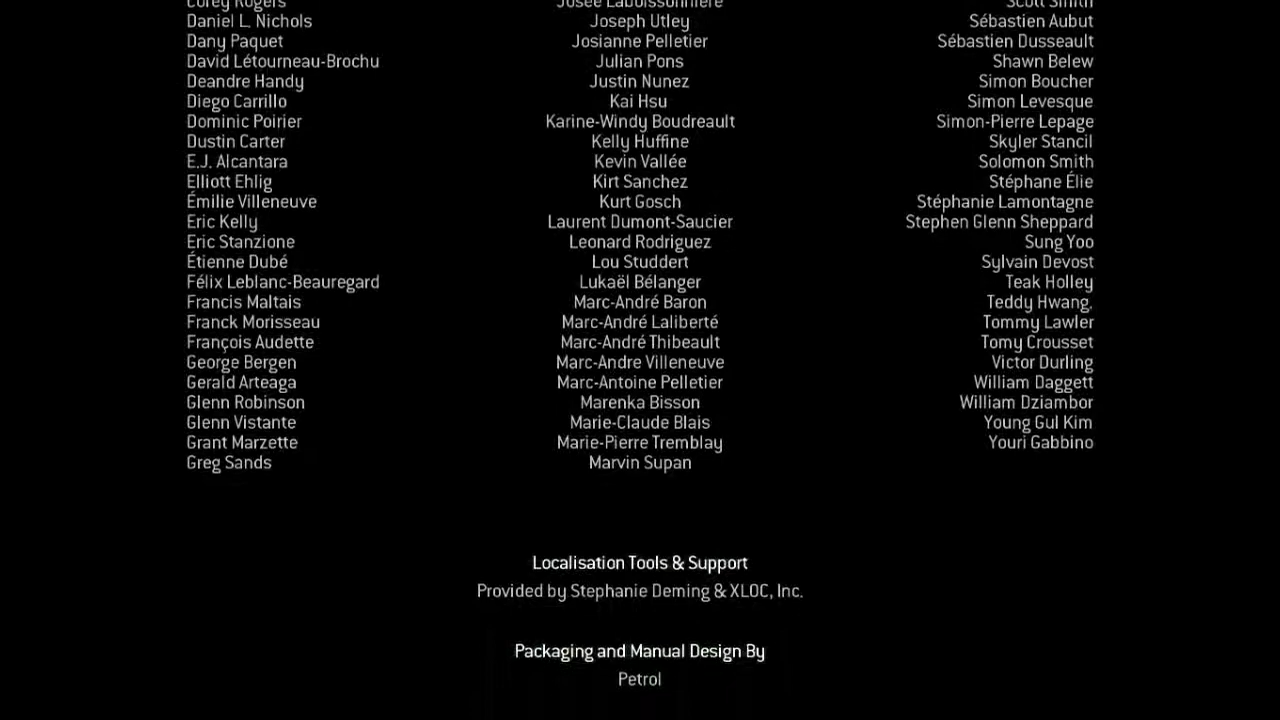 Corey Rogers Josée Laboissonnière Scott Smith
Daniel L. Nichols Joseph Utley Sébastien Aubut
Dany Paquet Josianne Pelletier Sébastien Dusseault
David Létourneau-Brochu Julian Pons Shawn Belew
Deandre Handy Justin Nunez Simon Boucher
Diego Carrillo Kai Hsu Simon Levesque
Dominic Poirier Karine-Windy Boudreault Simon-Pierre Lepage
Dustin Carter Kelly Huffine Skyler Stancil
E.J. Alcantara Kevin Vallée Solomon Smith
Elliott Ehlig Kirt Sanchez Stéphane Élie
Émilie Villeneuve Kurt Gosch Stéphanie Lamontagne
Eric Kelly Laurent Dumont-Saucier Stephen Glenn Sheppard
Eric Stanzione Leonard Rodriguez Sung Yoo
Étienne Dubé Lou Studdert Sylvain Devost
Félix Leblanc-Beauregard Lukaël Bélanger Teak Holley
Francis Maltais Marc-André Baron Teddy Hwang,
Franck Morisseau Marc-André Laliberté Tommy Lawler
François Audette Marc-André Thibeault Tomy Crousset
George Bergen Marc-Andre Villeneuve Victor Durling
Gerald Arteaga Marc-Antoine Pelletier William Daggett
Glenn Robinson Marenka Bisson William Dziambor
Glenn Vistante Marie-Claude Blais Young Gul Kim
Grant Marzette Marie-Pierre Tremblay Youri Gabbino
Greg Sands Marvin Supan
Localisation Tools & Support
Provided by Stephanie Deming & XLOC, Inc.
Packaging and Manual Design By
Petrol